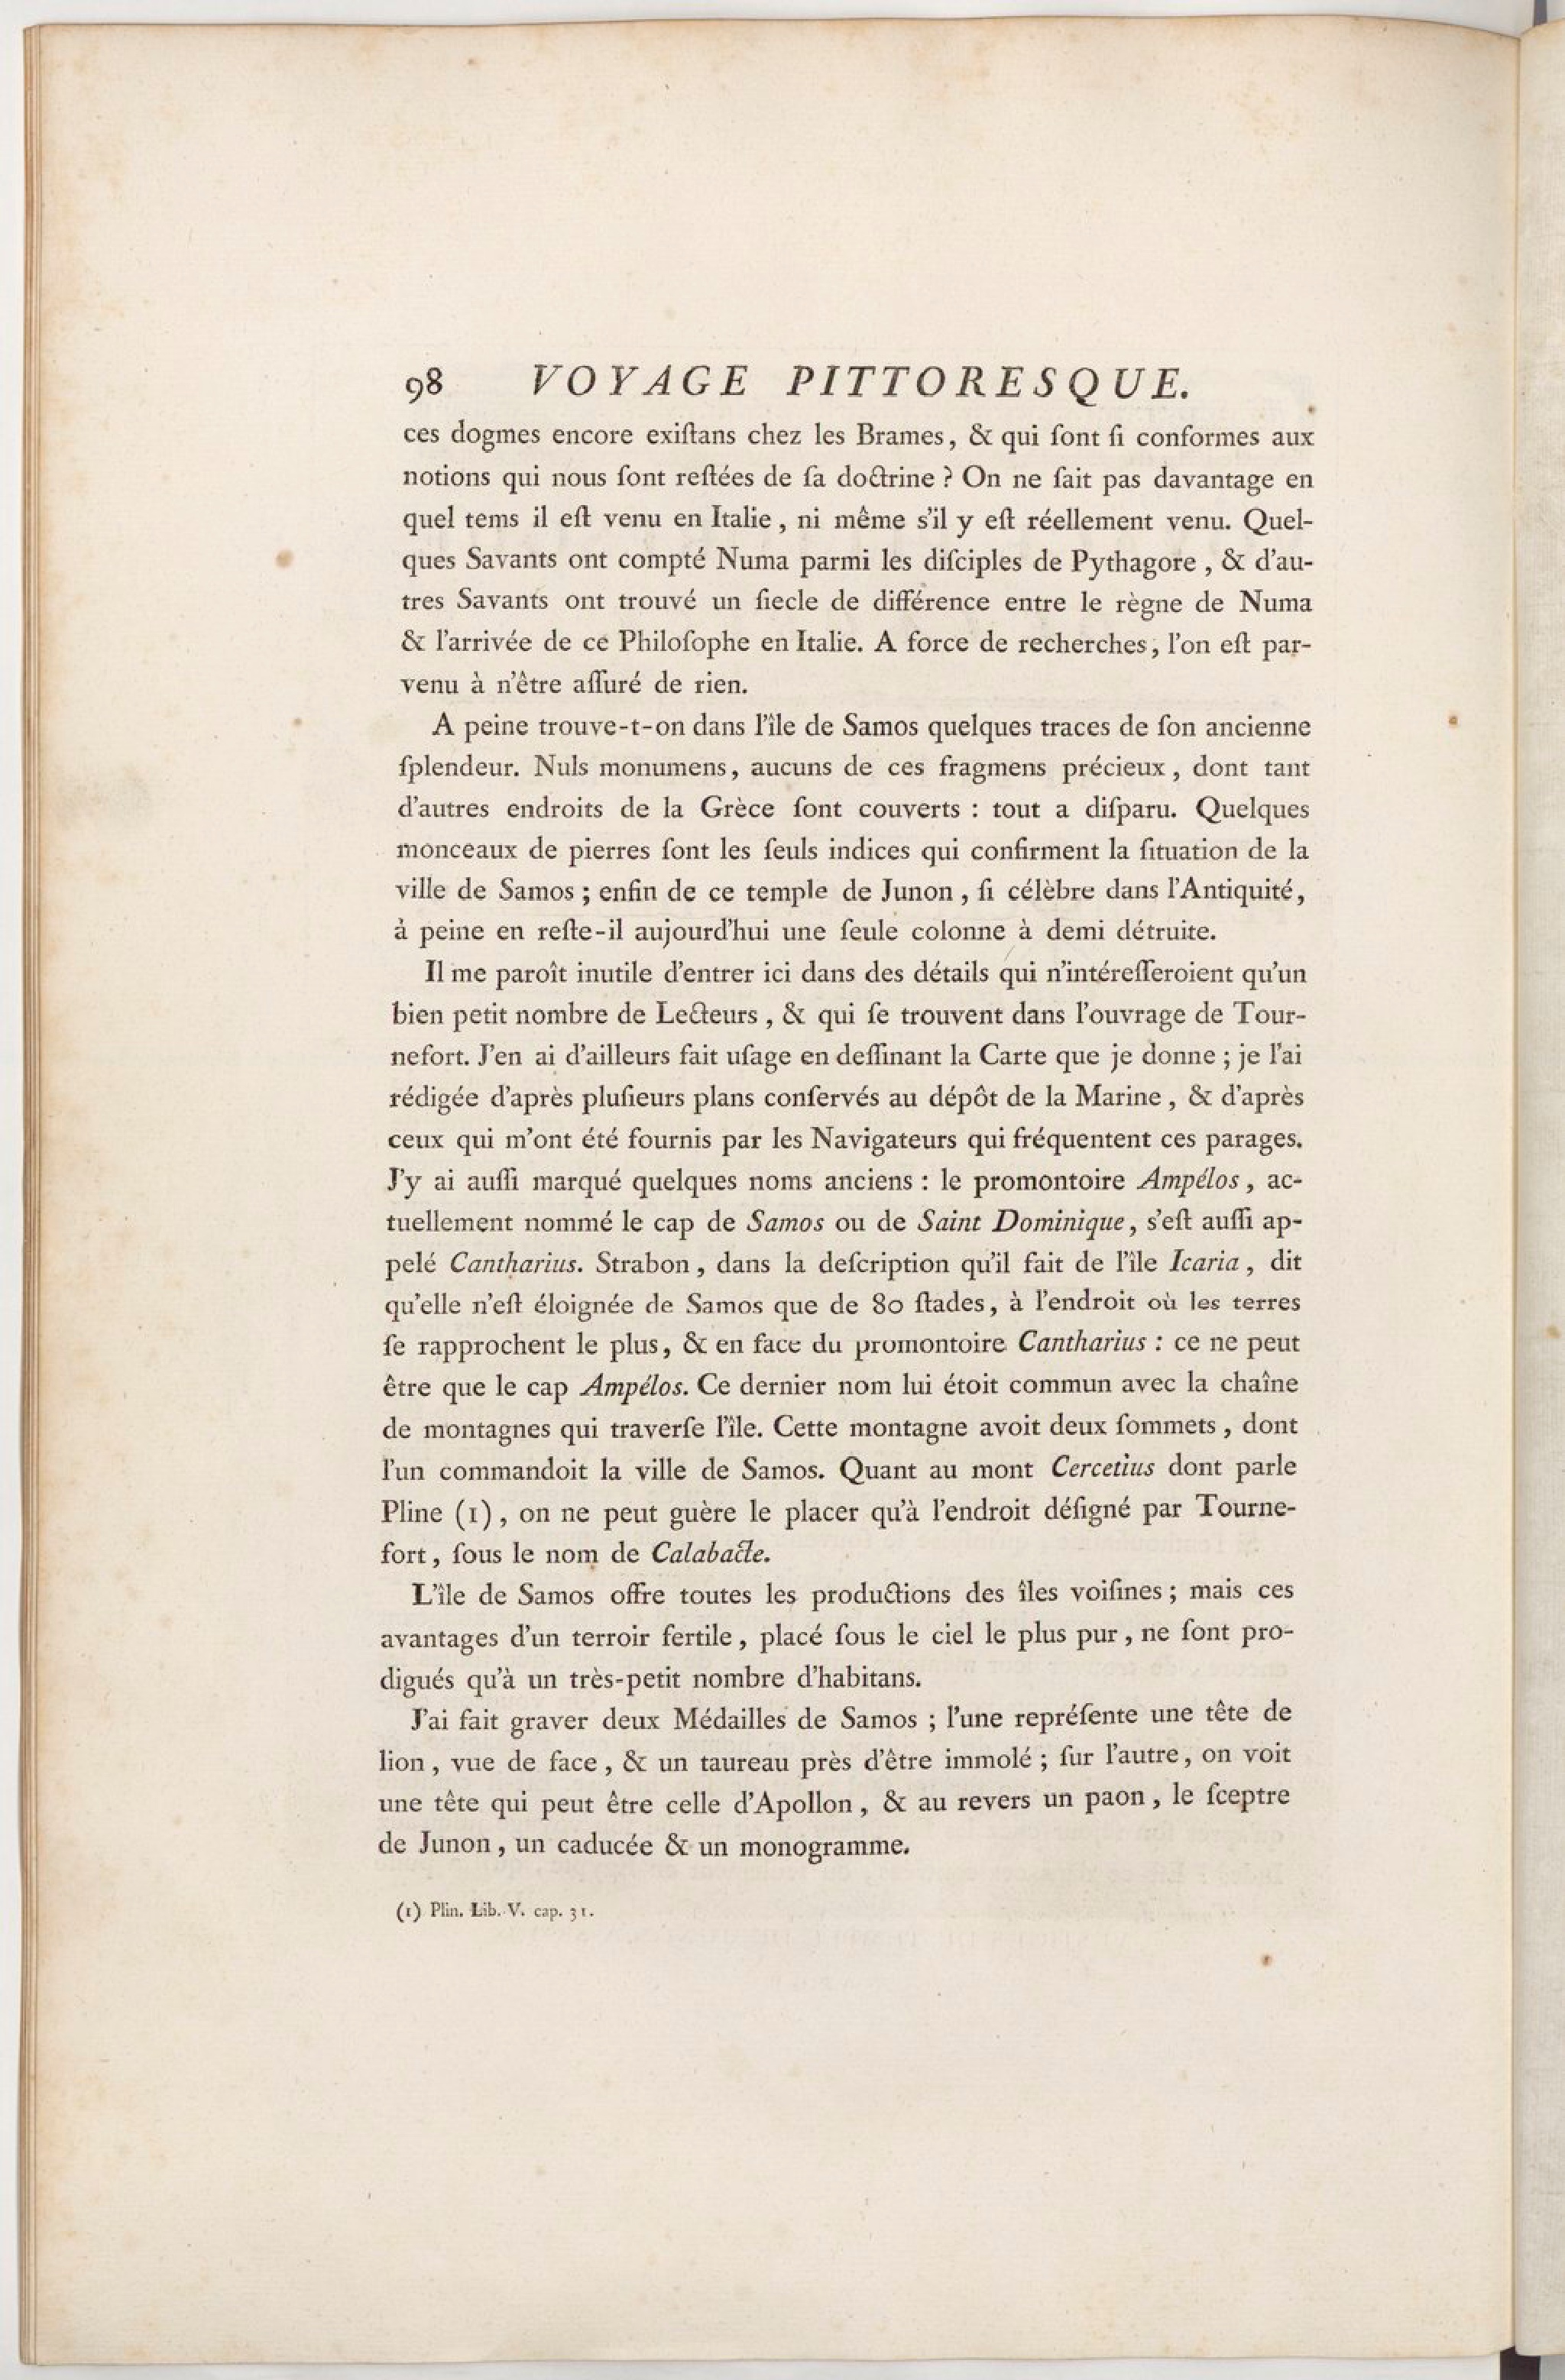 98 VOYAGE PITTORESQUE.
ces dogmes encore exiſtans chez les Brames, & qui ſont ſi conformes aux
notions qui nous ſont reſtées de ſa doctrine ? On ne ſait pas davantage en
quel tems il eſt venu en Italie, ni même s'il y eſt réellement venu. Quel-
ques Savants ont compté Numa parmi les diſciples de Pythagore, & d'au-
tres Savants ont trouvé un ſiecle de différence entre le règne de Numa
& l'arrivée de ce Philoſophe en Italie. A force de recherches, l'on eſt par-
venu à n'être aſſuré de rien.
A peine trouve-t-on dans l'île de Samos quelques traces de ſon ancienne
ſplendeur. Nuls monumens, aucuns de ces fragmens précieux, dont tant
d'autres endroits de la Grèce ſont couverts : tout a diſparu. Quelques
monceaux de pierres ſont les ſeuls indices qui confirment la ſituation de la
ville de Samos ; enfin de ce temple de Junon, ſi célèbre dans l'Antiquité,
à peine en reſte-il aujourd'hui une ſeule colonne à demi détruite.
Il me paroît inutile d'entrer ici dans des détails qui n'intéreſſeroient qu'un
bien petit nombre de Lecteurs, & qui ſe trouvent dans l'ouvrage de Tour-
nefort. J'en ai d'ailleurs fait uſage en deſſinant la Carte que je donne ; je l'ai
rédigée d'après pluſieurs plans conſervés au dépôt de la Marine, & d'après
ceux qui m'ont été fournis par les Navigateurs qui fréquentent ces parages.
J'y ai auſſi marqué quelques noms anciens : le promontoire Ampélos, ac-
tuellement nommé le cap de Samos ou de Saint Dominique, s'eſt auſſi ap-
pelé Cantharius. Strabon, dans la deſcription qu'il fait de l'île Icaria, dit
qu'elle n'eſt éloignée de Samos que de 80 ſtades, à l'endroit où les terres
ſe rapprochent le plus, & en face du promontoire Cantharius : ce ne peut
être que le cap Ampélos. Ce dernier nom lui étoit commun avec la chaîne
de montagnes qui traverſe l'île. Cette montagne avoit deux ſommets, dont
l'un commandoit la ville de Samos. Quant au mont Cercetius dont parle
Pline (1), on ne peut guère le placer qu'à l'endroit déſigné par Tourne-
fort, ſous le nom de Calabacte.
L'île de Samos offre toutes les productions des îles voiſines ; mais ces
avantages d'un terroir fertile, placé ſous le ciel le plus pur, ne ſont pro-
digués qu'à un très-petit nombre d'habitans.
J'ai fait graver deux Médailles de Samos ; l'une repréſente une tête de
lion, vue de face, & un taureau près d'être immolé ; ſur l'autre, on voit
une tête qui peut être celle d'Apollon, & au revers un paon, le ſceptre
de Junon, un caducée & un monogramme.
(1) Plin. Lib. V. cap. 31.